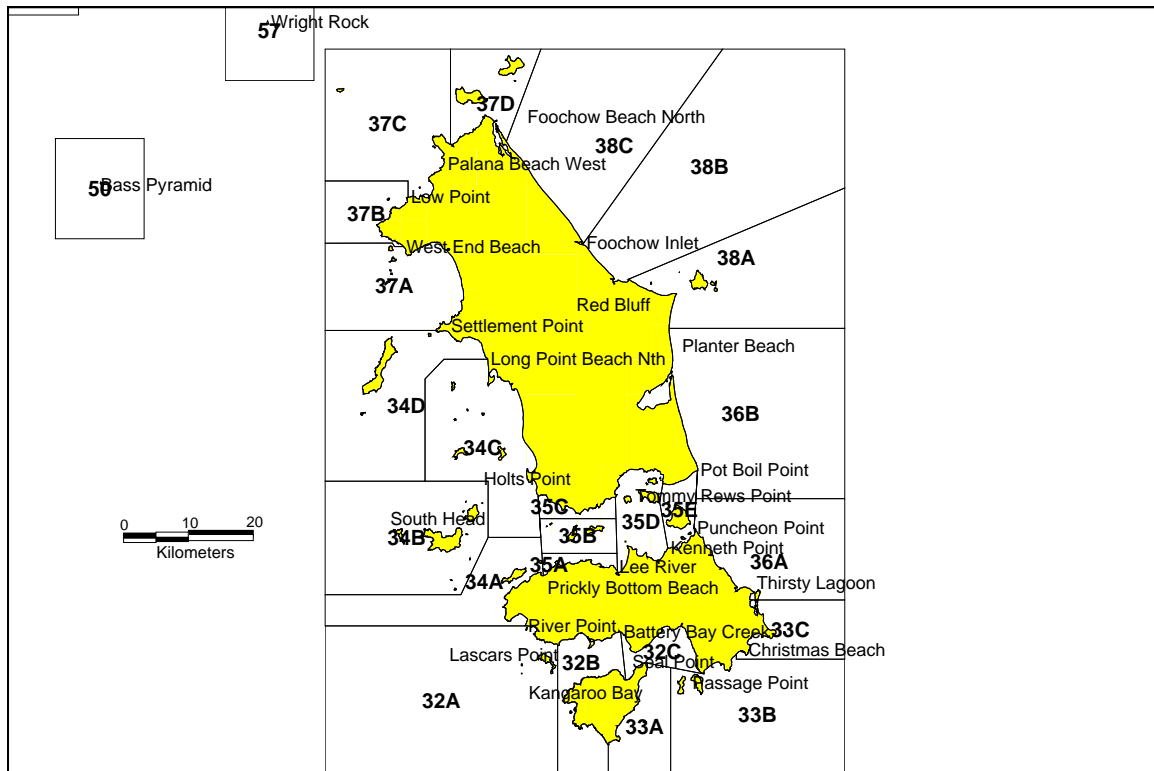 57 Wright Rock
37D
37C
Foochow Beach North
38C
Palana Beach West
38B
50 Bass Pyramid
Low Point
37B
West End Beach
Foochow Inlet
38A
37A
Red Bluff
Settlement Point
Planter Beach
Long Point Beach Nth
34D
36B
34C
Holts Point
Pot Boil Point
Tommy Rews Point
35C
35E
South Head
35D
0 10 20
Kilometers
34B
35B
Puncheon Point
Kenneth Point
36A
35A
Lee River
34A
Prickly Bottom Beach
Thirsty Lagoon
River Point
Battery Bay Creek
33C
Lascars Point
32B
32C
Christmas Beach
Seal Point
Kangaroo Bay
Passage Point
32A
33A
33B